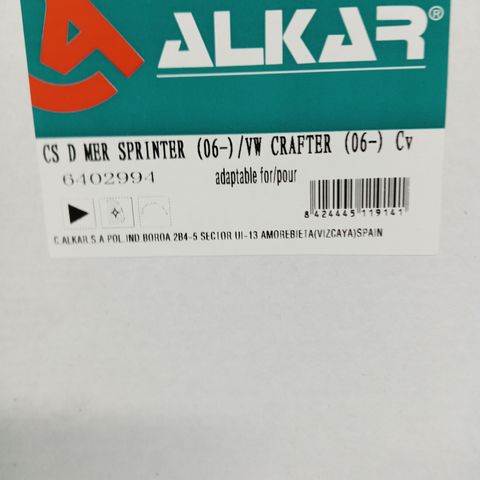 ALKAR®
CS D MER SPRINTER (06-)/VW CRAFTER (06-) Cv
6402994
adaptable for/pour
8 424445 119141
C.ALKAR.S.A POL.IND.BOROA 2B4-5 SECTOR UI-13 AMOREBIETA(VIZCAYA)SPAIN